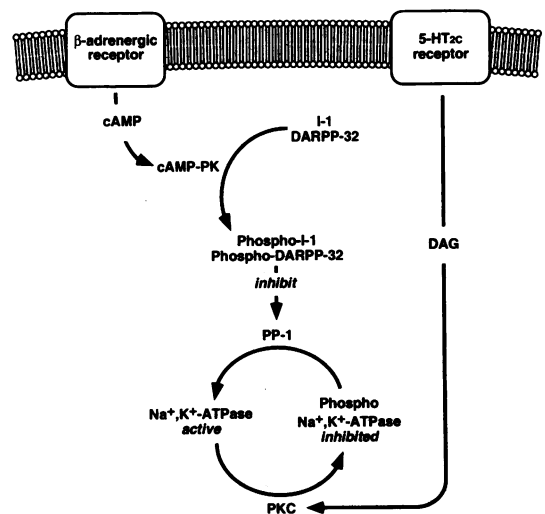 β-adrenergic
receptor
5-HT2C
receptor
cAMP
I-1
DARPP-32
cAMP-PK
Phospho-I-1
Phospho-DARPP-32
DAG
inhibit
PP-1
Na⁺,K⁺-ATPase
active
Phospho
Na⁺,K⁺-ATPase
inhibited
PKC